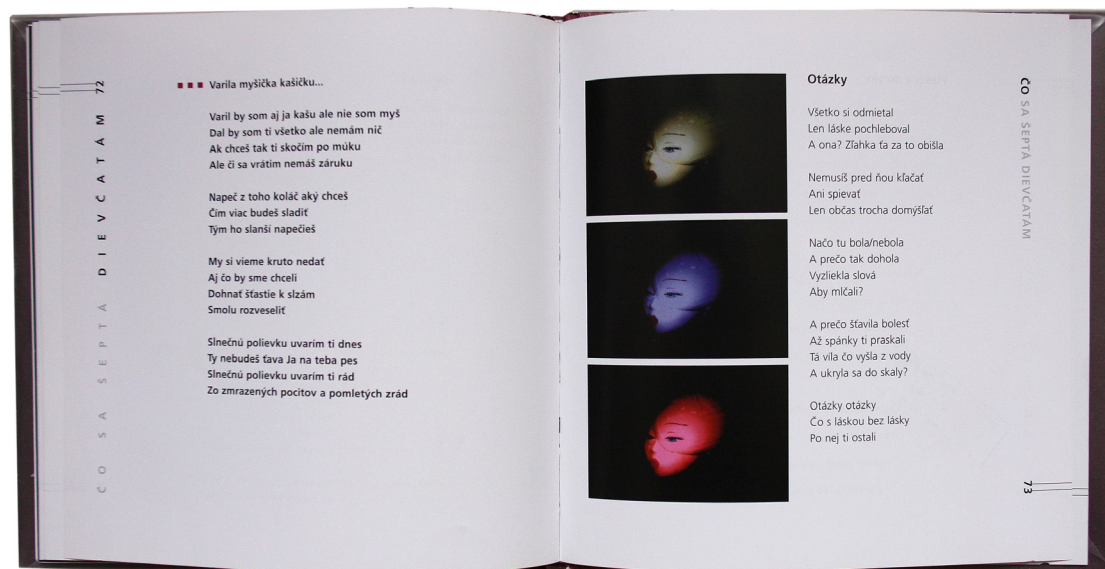 72
ČO SA ŠEPTÁ DIEVČATÁM
Varila myšička kašičku...
Varil by som aj ja kašu ale nie som myš
Dal by som ti všetko ale nemám nič
Ak chceš tak ti skočím po múku
Ale či sa vrátim nemáš záruku
Napeč z toho koláč aký chceš
Čím viac budeš sladiť
Tým ho slanší napečieš
My si vieme kruto nedať
Aj čo by sme chceli
Dohnať šťastie k slzám
Smolu rozveseliť
Slnečnú polievku uvarím ti dnes
Ty nebudeš ťava Ja na teba pes
Slnečnú polievku uvarím ti rád
Zo zmrazených pocitov a pomletých zrád
Otázky
Všetko si odmietal
Len láske pochleboval
A ona? Zľahka ťa za to obišla
Nemusíš pred ňou kľačať
Ani spievať
Len občas trocha domýšľať
Načo tu bola/nebola
A prečo tak dohola
Vyzliekla slová
Aby mlčali?
A prečo šťavila bolesť
Až spánky ti praskali
Tá víla čo vyšla z vody
A ukryla sa do skaly?
Otázky otázky
Čo s láskou bez lásky
Po nej ti ostali
ČO SA ŠEPTÁ DIEVČATÁM
73